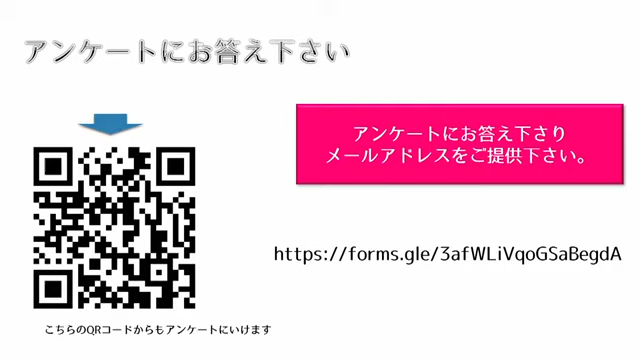 アンケートにお答え下さい
アンケートにお答え下さり
メールアドレスをご提供下さい。
https://forms.gle/3afWLiVqoGSaBegdA
こちらのQRコードからもアンケートにいけます